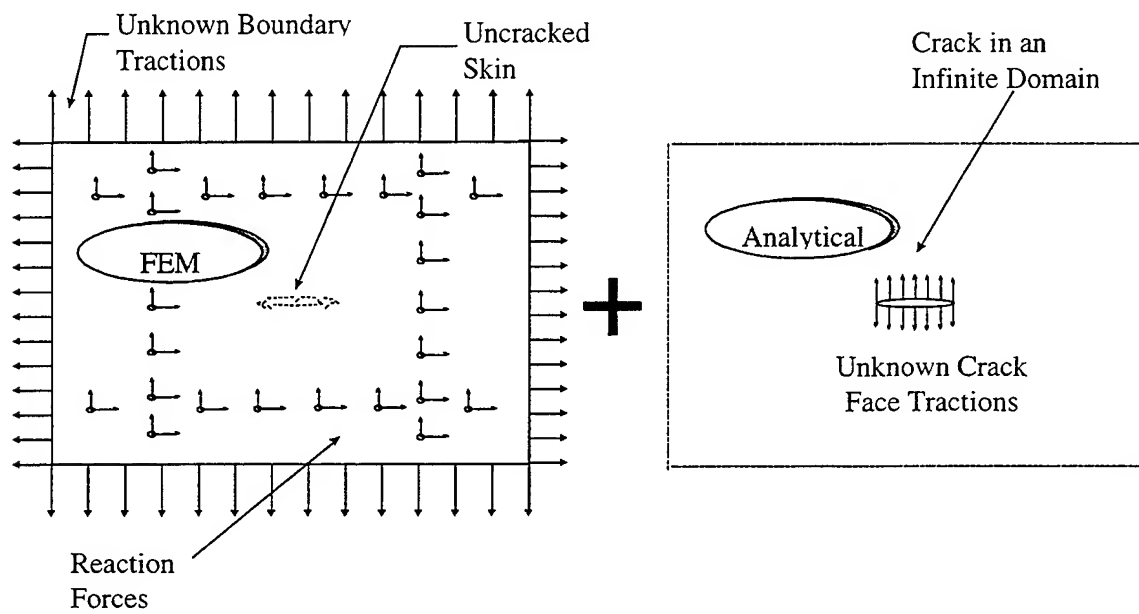 Unknown Boundary
Tractions
Uncracked
Skin
Crack in an
Infinite Domain
FEM
Analytical
Unknown Crack
Face Tractions
Reaction
Forces